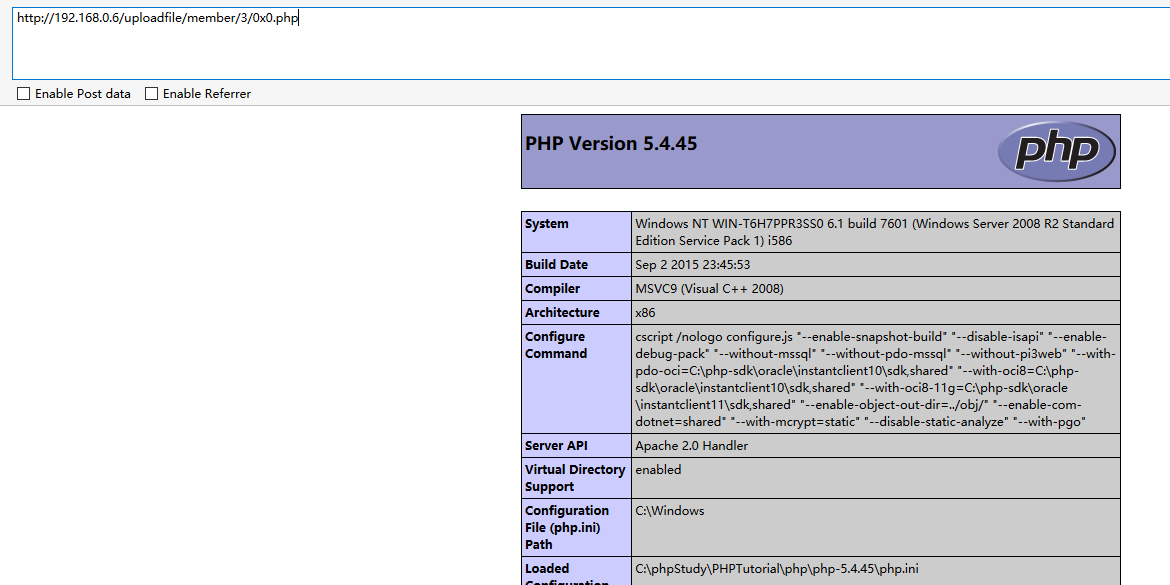 http://192.168.0.6/uploadfile/member/3/0x0.php
Enable Post data Enable Referrer
PHP Version 5.4.45
php
System
Windows NT WIN-T6H7PPR3SS0 6.1 build 7601 (Windows Server 2008 R2 Standard
Edition Service Pack 1) i586
Build Date
Sep 2 2015 23:45:53
Compiler
MSVC9 (Visual C++ 2008)
Architecture
x86
Configure
Command
cscript /nologo configure.js "--enable-snapshot-build" "--disable-isapi" "--enable-
debug-pack" "--without-mssql" "--without-pdo-mssql" "--without-pi3web" "--with-
pdo-oci=C:\php-sdk\oracle\instantclient10\sdk,shared" "--with-oci8=C:\php-
sdk\oracle\instantclient10\sdk,shared" "--with-oci8-11g=C:\php-sdk\oracle
\instantclient11\sdk,shared" "--enable-object-out-dir=../obj/" "--enable-com-
dotnet=shared" "--with-mcrypt=static" "--disable-static-analyze" "--with-pgo"
Server API
Apache 2.0 Handler
Virtual Directory
Support
enabled
Configuration
File (php.ini)
Path
C:\Windows
Loaded
Configuration
C:\phpStudy\PHPTutorial\php\php-5.4.45\php.ini